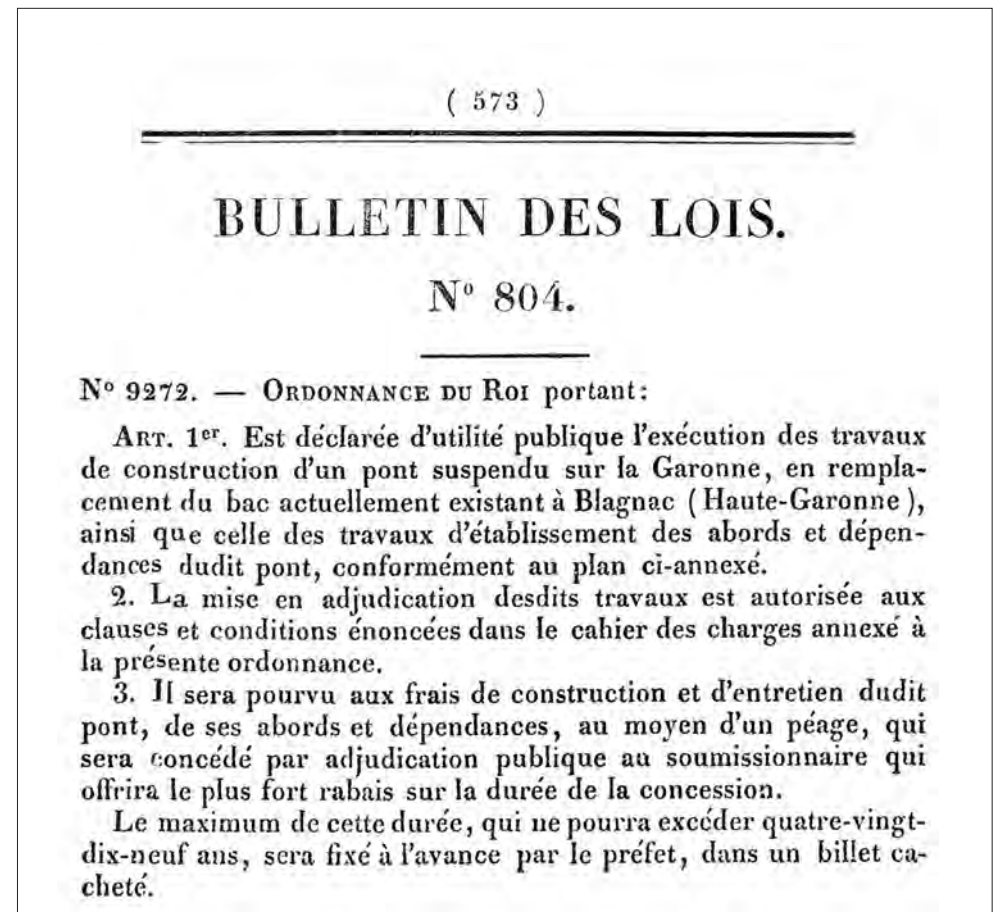 ( 573 )
BULLETIN DES LOIS.
N° 804.
N° 9272. — ORDONNANCE DU ROI portant:
ART. 1er. Est déclarée d'utilité publique l'exécution des travaux
de construction d'un pont suspendu sur la Garonne, en rempla-
cement du bac actuellement existant à Blagnac (Haute-Garonne),
ainsi que celle des travaux d'établissement des abords et dépen-
dances dudit pont, conformément au plan ci-annexé.
2. La mise en adjudication desdits travaux est autorisée aux
clauses et conditions énoncées dans le cahier des charges annexé à
la présente ordonnance.
3. Il sera pourvu aux frais de construction et d'entretien dudit
pont, de ses abords et dépendances, au moyen d'un péage, qui
sera concédé par adjudication publique au soumissionnaire qui
offrira le plus fort rabais sur la durée de la concession.
Le maximum de cette durée, qui ne pourra excéder quatre-vingt-
dix-neuf ans, sera fixé à l'avance par le préfet, dans un billet ca-
cheté.